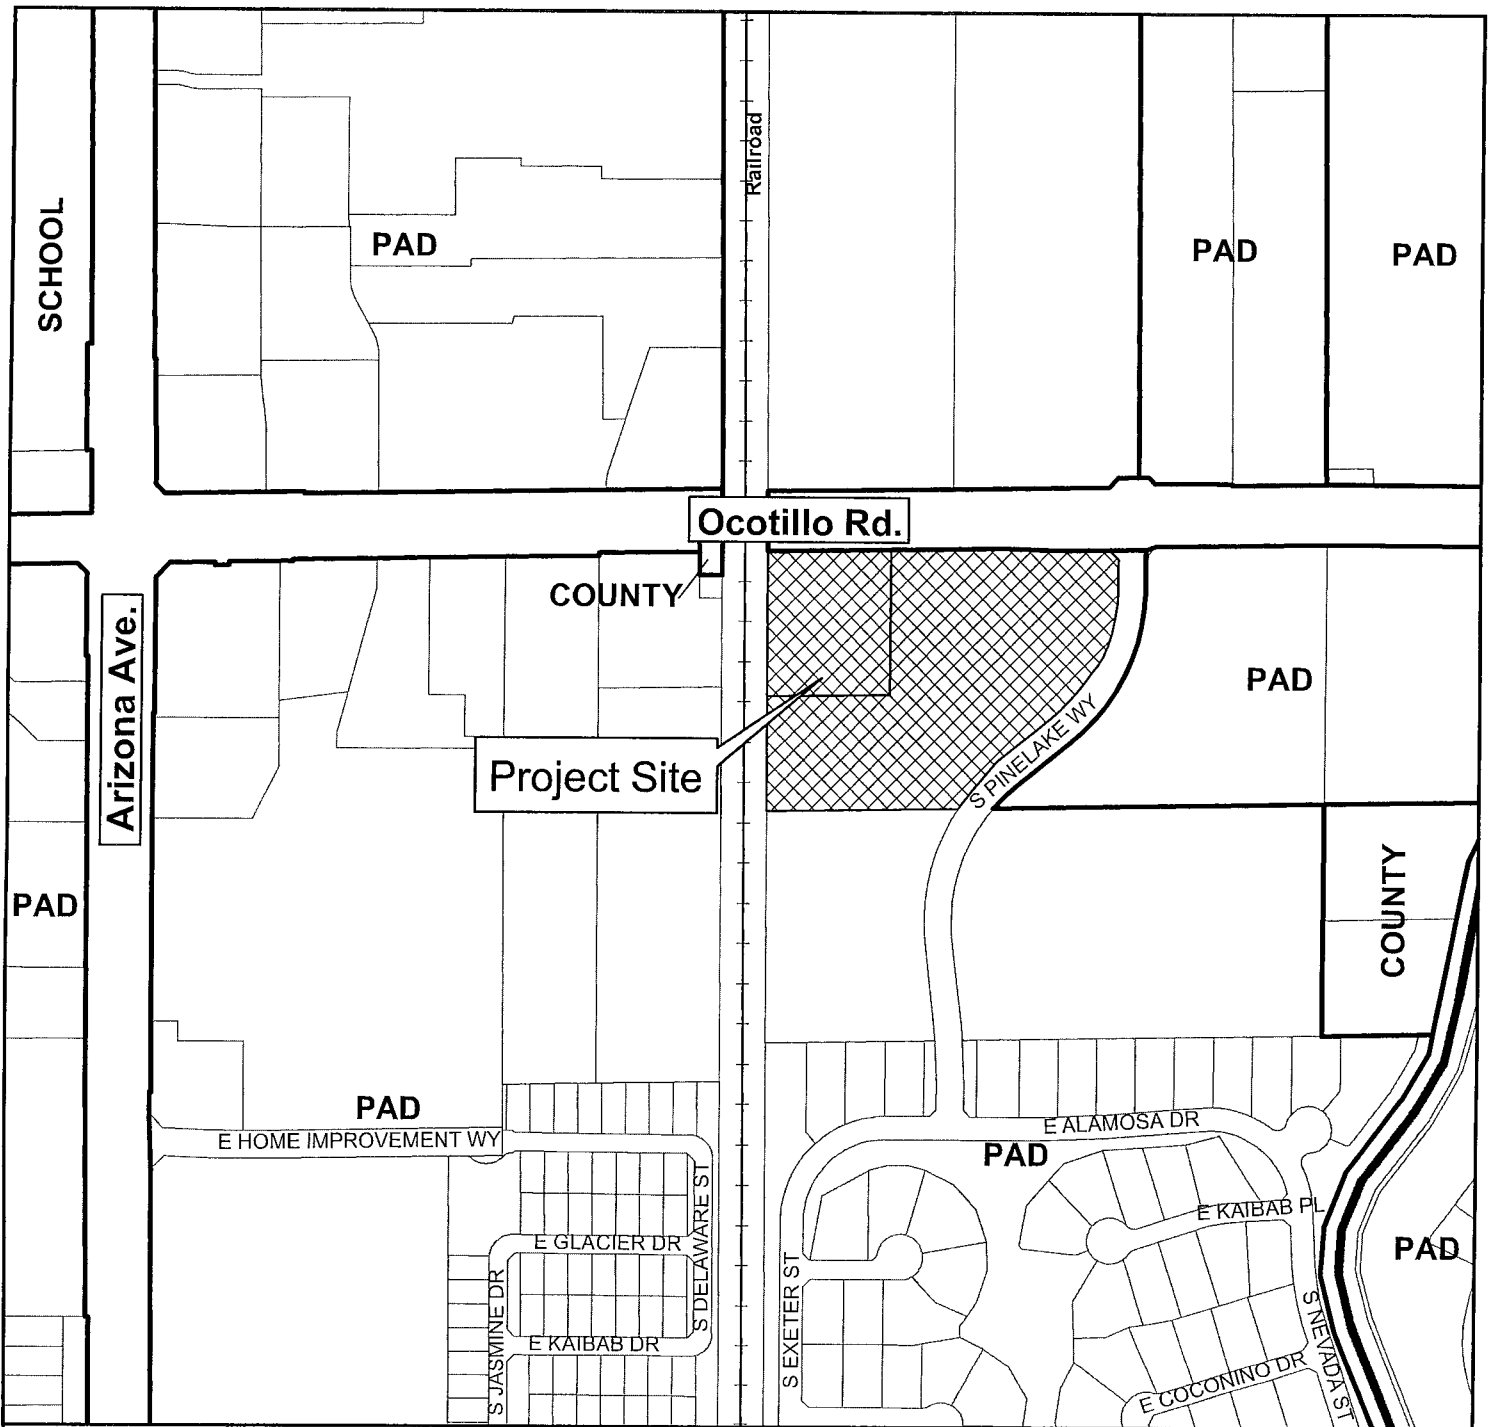 Railroad
SCHOOL
PAD
PAD
PAD
Ocotillo Rd.
COUNTY
Arizona Ave.
PAD
S PINELAKE WY
Project Site
PAD
COUNTY
PAD
E HOME IMPROVEMENT WY
E ALAMOSA DR
PAD
S DELAWARE ST
E KAIBAB PL
E GLACIER DR
PAD
S JASMINE DR
S EXETER ST
S NEVADA ST
E KAIBAB DR
E COCONINO DR